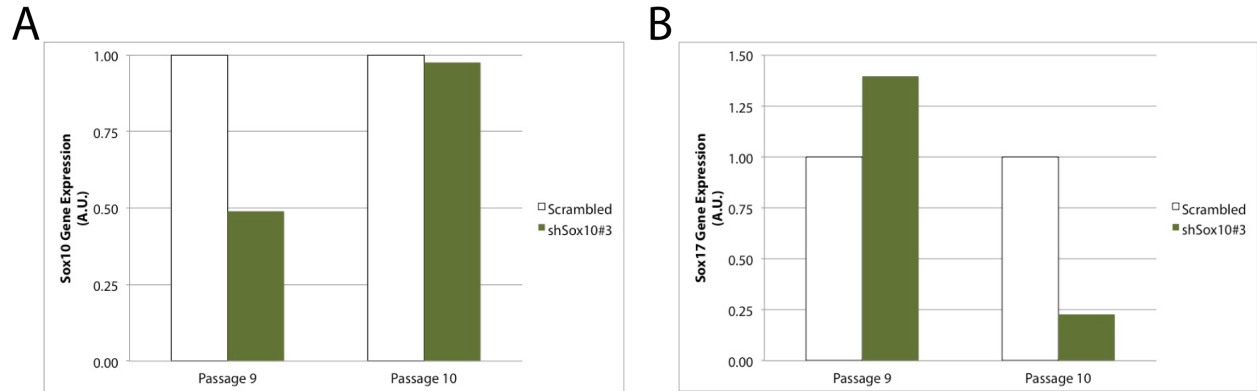 A
Sox10 Gene Expression
(A.U.)
1.00
0.75
0.50
0.25
0.00
Passage 9
Passage 10
Scrambled
shSox10#3
B
Sox17 Gene Expression
(A.U.)
1.50
1.25
1.00
0.75
0.50
0.25
0.00
Passage 9
Passage 10
Scrambled
shSox10#3